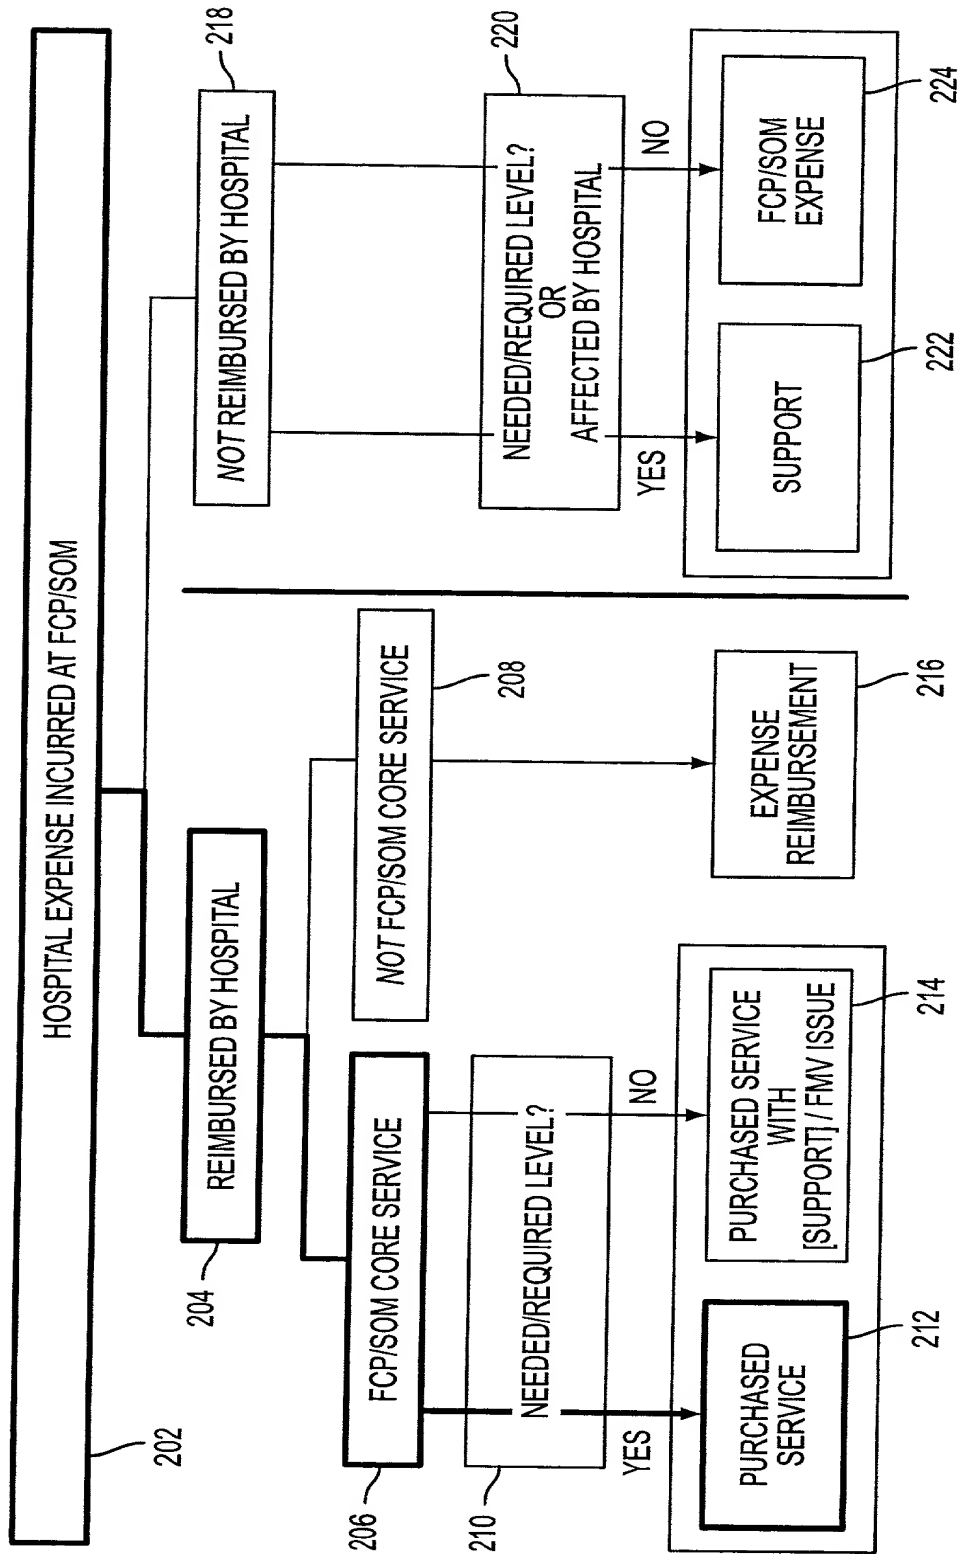 HOSPITAL EXPENSE INCURRED AT FCP/SOM
202
REIMBURSED BY HOSPITAL
204
NOT REIMBURSED BY HOSPITAL
218
FCP/SOM CORE SERVICE
206
NOT FCP/SOM CORE SERVICE
208
NEEDED/REQUIRED LEVEL?
210
NEEDED/REQUIRED LEVEL?
OR
AFFECTED BY HOSPITAL
220
YES
NO
YES
NO
PURCHASED
SERVICE
212
PURCHASED SERVICE
WITH
[SUPPORT] / FMV ISSUE
214
EXPENSE
REIMBURSEMENT
216
SUPPORT
222
FCP/SOM
EXPENSE
224